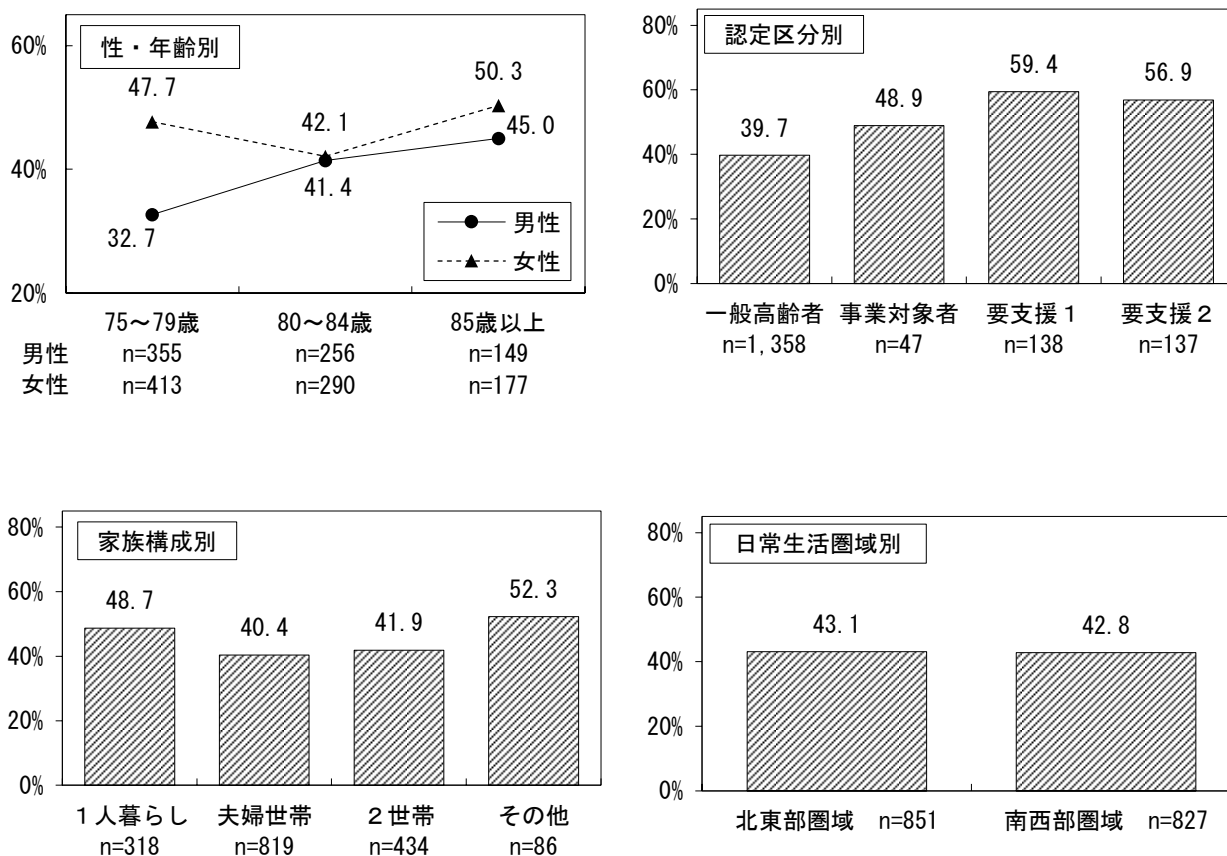 性・年齢別
60%
40%
20%
47.7
42.1
50.3
32.7
41.4
45.0
男性
女性
75～79歳 80～84歳 85歳以上
男性 n=355 n=256 n=149
女性 n=413 n=290 n=177
認定区分別
80%
60%
40%
20%
0%
39.7
48.9
59.4
56.9
一般高齢者 事業対象者 要支援１ 要支援２
n=1,358 n=47 n=138 n=137
家族構成別
80%
60%
40%
20%
0%
48.7
40.4
41.9
52.3
１人暮らし 夫婦世帯 ２世帯 その他
n=318 n=819 n=434 n=86
日常生活圏域別
80%
60%
40%
20%
0%
43.1
42.8
北東部圏域 n=851 南西部圏域 n=827